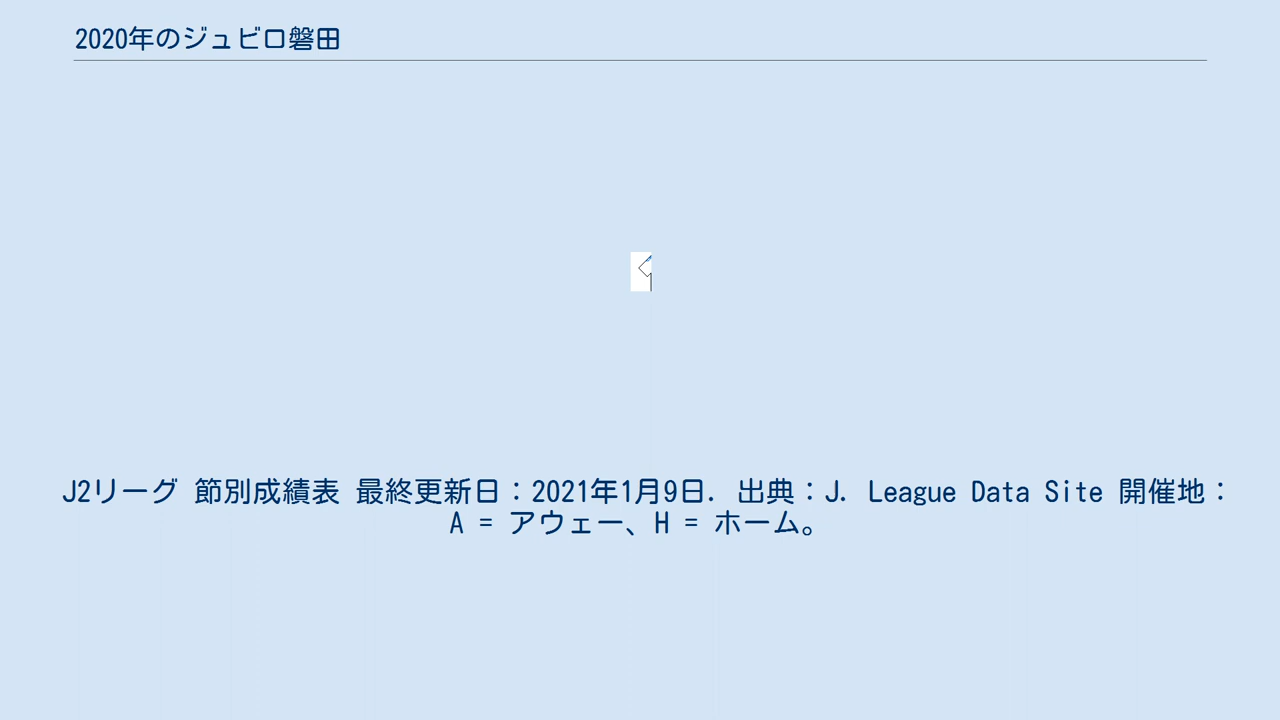 2020年のジュビロ磐田
J2リーグ 節別成績表 最終更新日：2021年1月9日. 出典：J. League Data Site 開催地：
A = アウェー、H = ホーム。